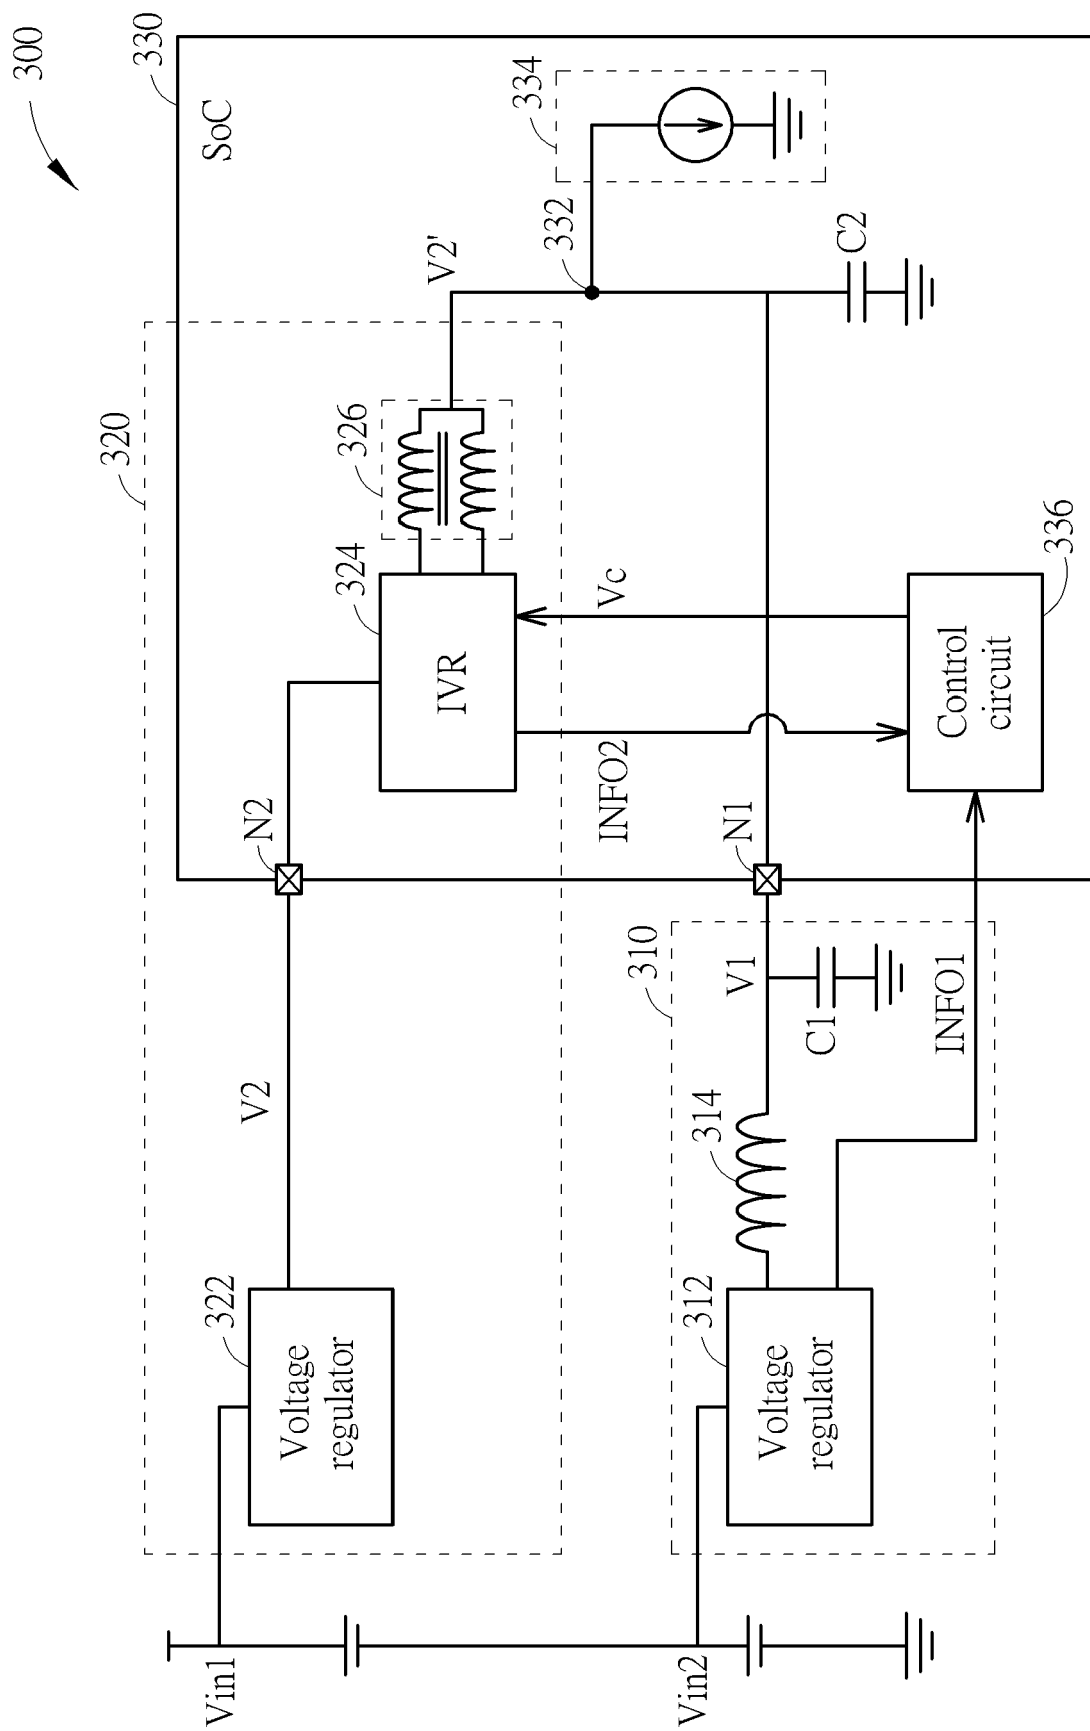 300
330
SoC
334
332
V2'
C2
320
326
324
IVR
Vc
336
Control
circuit
INFO2
N2
N1
310
V1
C1
INFO1
V2
314
322
Voltage
regulator
312
Voltage
regulator
Vin1
Vin2